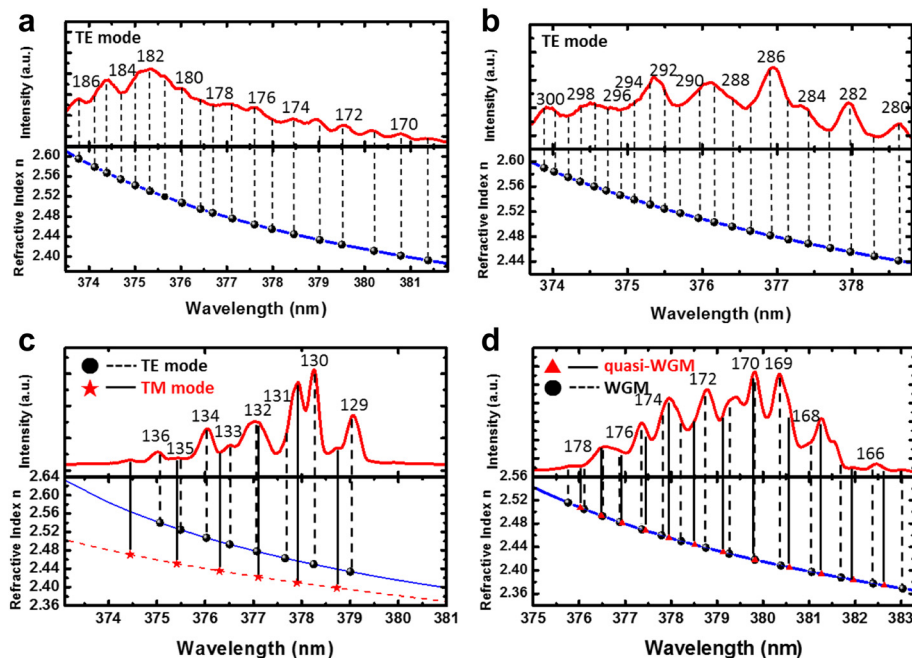 a
TE mode
Intensity (a.u.)
186
184
182
180
178
176
174
172
170
Refractive Index n
2.60
2.56
2.52
2.48
2.44
2.40
374 375 376 377 378 379 380 381
Wavelength (nm)
b
TE mode
Intensity (a.u.)
300
298
296
294
292
290
288
286
284
282
280
Refractive Index n
2.60
2.56
2.52
2.48
2.44
374 375 376 377 378
Wavelength (nm)
c
TE mode
TM mode
Intensity (a.u.)
136
135
134
133
132
131
130
129
Refractive Index n
2.64
2.60
2.56
2.52
2.48
2.44
2.40
2.36
374 375 376 377 378 379 380 381
Wavelength (nm)
d
quasi-WGM
WGM
Intensity (a.u.)
178
176
174
172
170
169
168
166
Refractive Index n
2.56
2.52
2.48
2.44
2.40
2.36
375 376 377 378 379 380 381 382 383
Wavelength (nm)